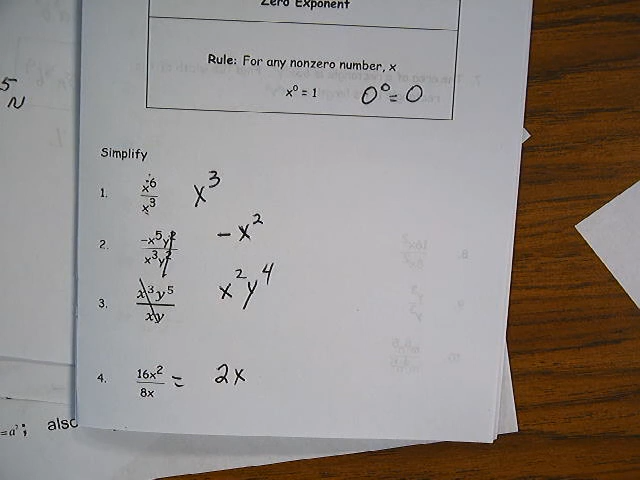 Zero Exponent
Rule: For any nonzero number, x
x⁰ = 1 0⁰ = 0
5
N
Simplify
1. x⁶/x³ x³
2. -x⁵y²/x³y² -x²
3. x³y⁵/xy x²y⁴
4. 16x²/8x = 2x
=a²; also